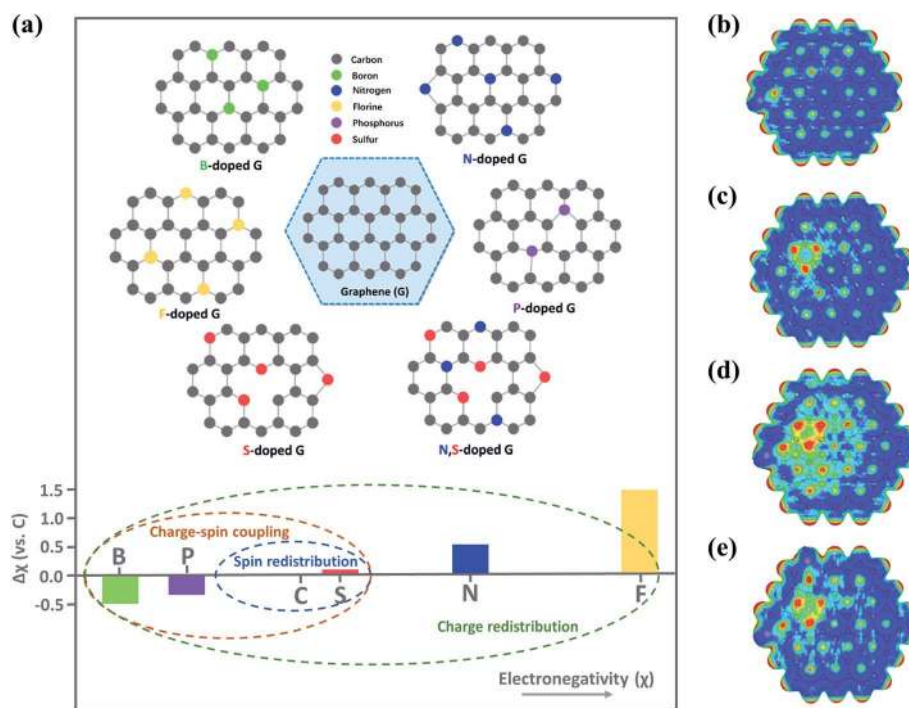 (a)
Carbon
Boron
Nitrogen
Florine
Phosphorus
Sulfur
B-doped G
N-doped G
F-doped G
Graphene (G)
P-doped G
S-doped G
N,S-doped G
Δχ (vs. C)
1.5
1.0
0.5
0.0
-0.5
Charge-spin coupling
Spin redistribution
Charge redistribution
B
P
C
S
N
F
Electronegativity (χ)
(b)
(c)
(d)
(e)